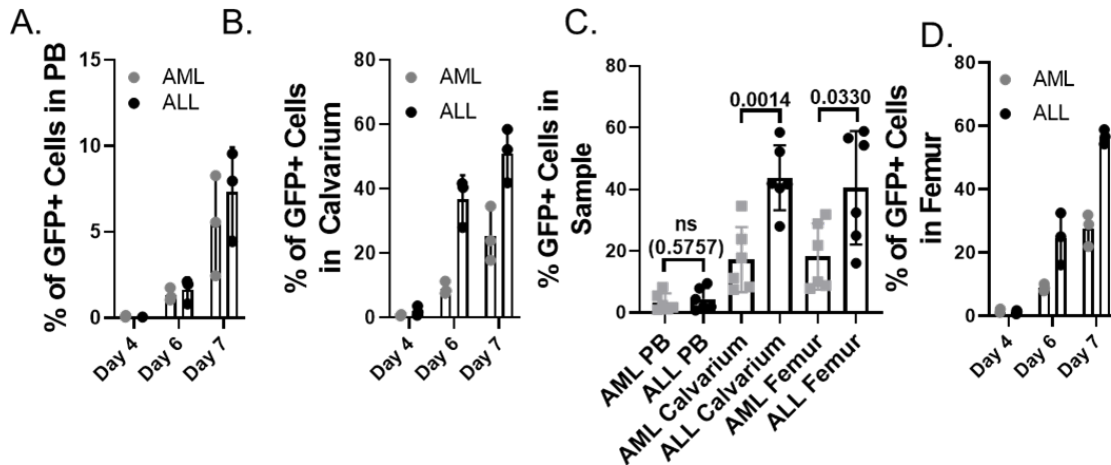 A.
% of GFP+ Cells in PB
15
10
5
0
AML
ALL
Day 4
Day 6
Day 7
B.
% of GFP+ Cells
in Calvarium
80
60
40
20
0
AML
ALL
Day 4
Day 6
Day 7
C.
% GFP+ Cells in
Sample
80
60
40
20
0
ns
(0.5757)
0.0014
0.0330
AML PB
ALL PB
AML Calvarium
ALL Calvarium
AML Femur
ALL Femur
D.
% of GFP+ Cells
in Femur
80
60
40
20
0
AML
ALL
Day 4
Day 6
Day 7